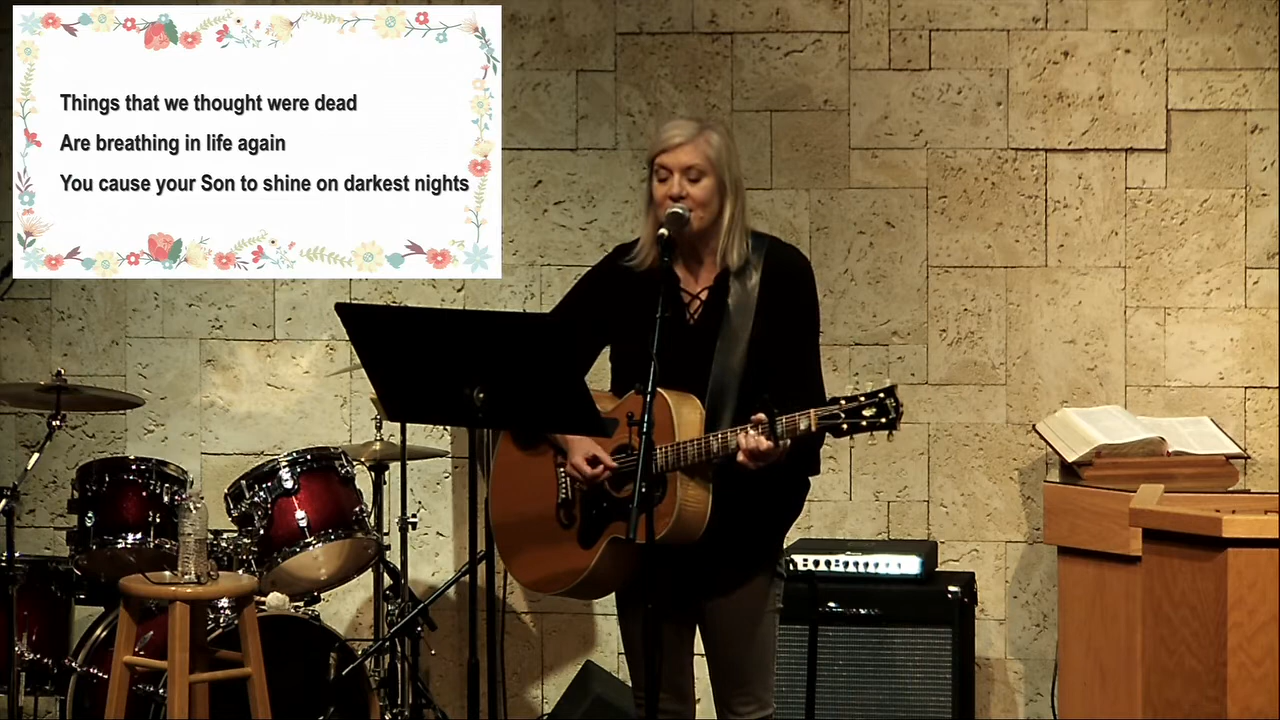 Things that we thought were dead
Are breathing in life again
You cause your Son to shine on darkest nights